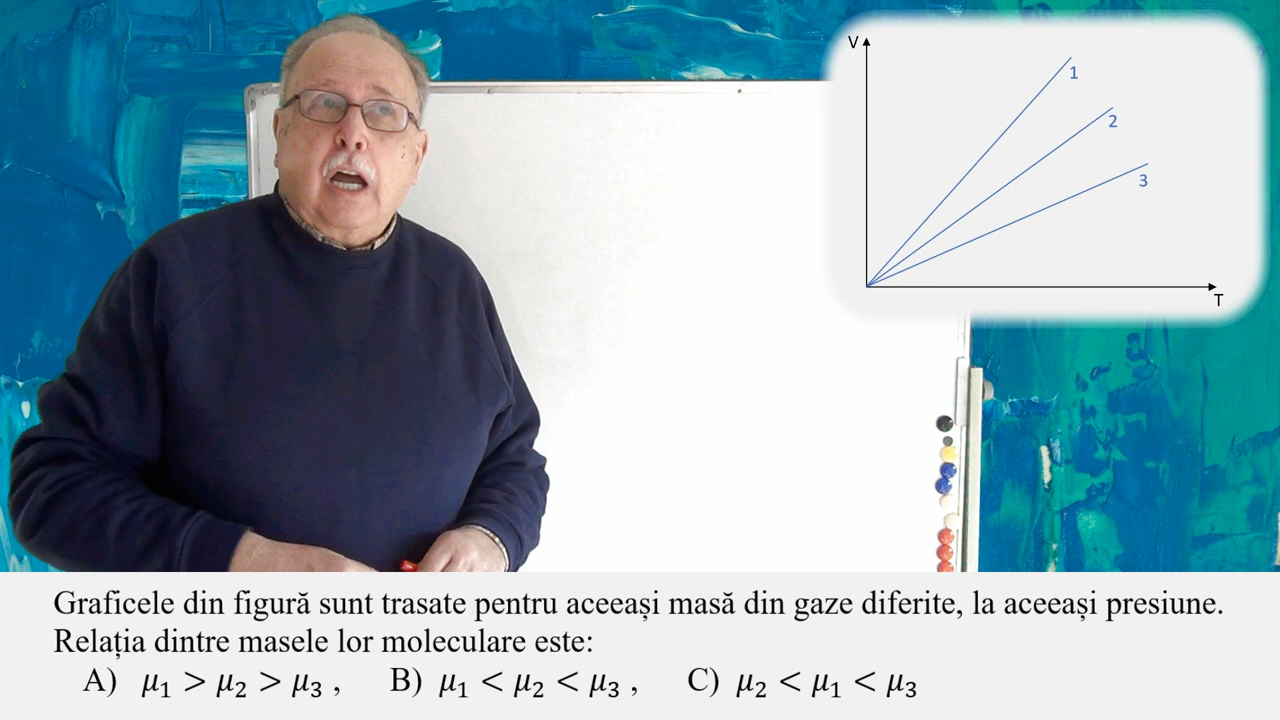 V
1
2
3
T
Graficele din figură sunt trasate pentru aceeași masă din gaze diferite, la aceeași presiune.
Relația dintre masele lor moleculare este:
A) μ₁ > μ₂ > μ₃ , B) μ₁ < μ₂ < μ₃ , C) μ₂ < μ₁ < μ₃